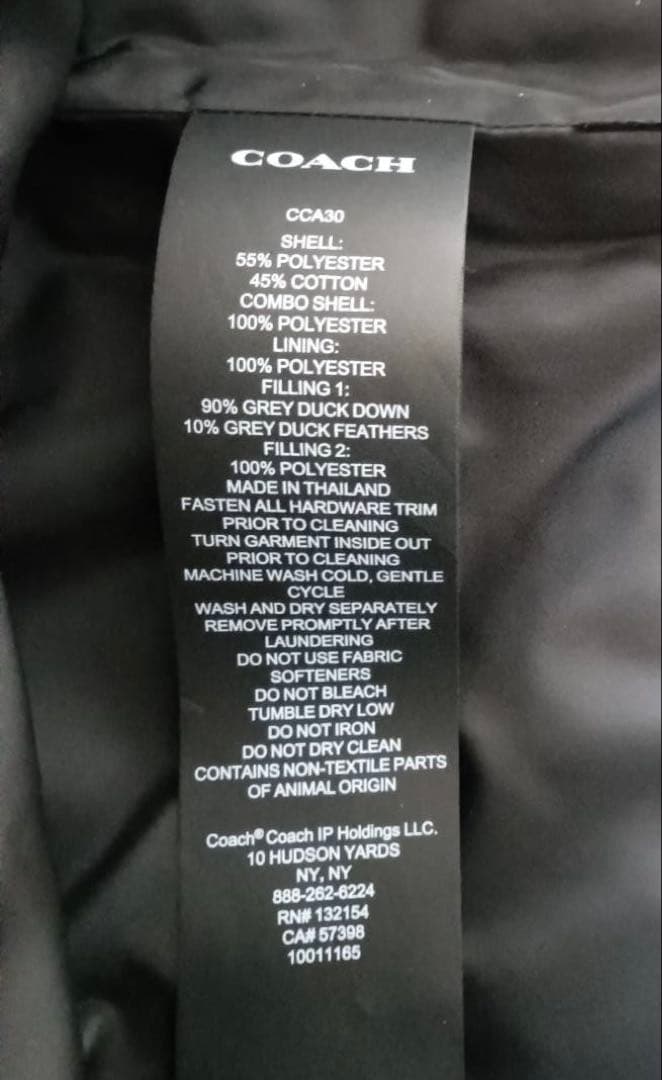 COACH
CCA30
SHELL:
55% POLYESTER
45% COTTON
COMBO SHELL:
100% POLYESTER
LINING:
100% POLYESTER
FILLING 1:
90% GREY DUCK DOWN
10% GREY DUCK FEATHERS
FILLING 2:
100% POLYESTER
MADE IN THAILAND
FASTEN ALL HARDWARE TRIM
PRIOR TO CLEANING
TURN GARMENT INSIDE OUT
PRIOR TO CLEANING
MACHINE WASH COLD, GENTLE
CYCLE
WASH AND DRY SEPARATELY
REMOVE PROMPTLY AFTER
LAUNDERING
DO NOT USE FABRIC
SOFTENERS
DO NOT BLEACH
TUMBLE DRY LOW
DO NOT IRON
DO NOT DRY CLEAN
CONTAINS NON-TEXTILE PARTS
OF ANIMAL ORIGIN
Coach® Coach IP Holdings LLC.
10 HUDSON YARDS
NY, NY
888-262-6224
RN# 132154
CA# 57398
10011165